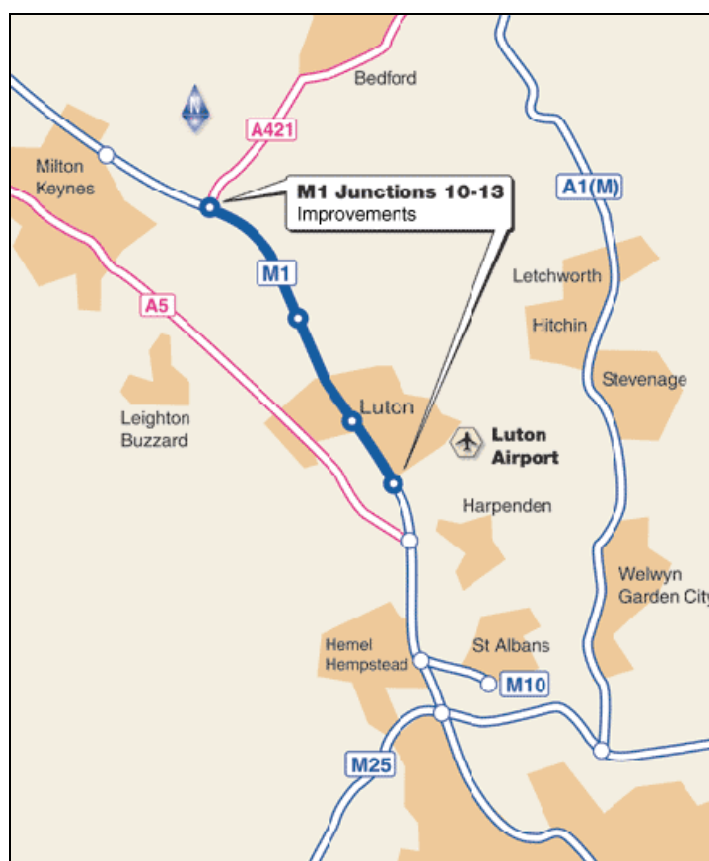 Bedford
N
A421
Milton
Keynes
M1 Junctions 10-13
Improvements
A1(M)
M1
Letchworth
A5
Hitchin
Stevenage
Leighton
Buzzard
Luton
Luton
Airport
Harpenden
Welwyn
Garden City
Hemel
Hempstead
St Albans
M10
M25